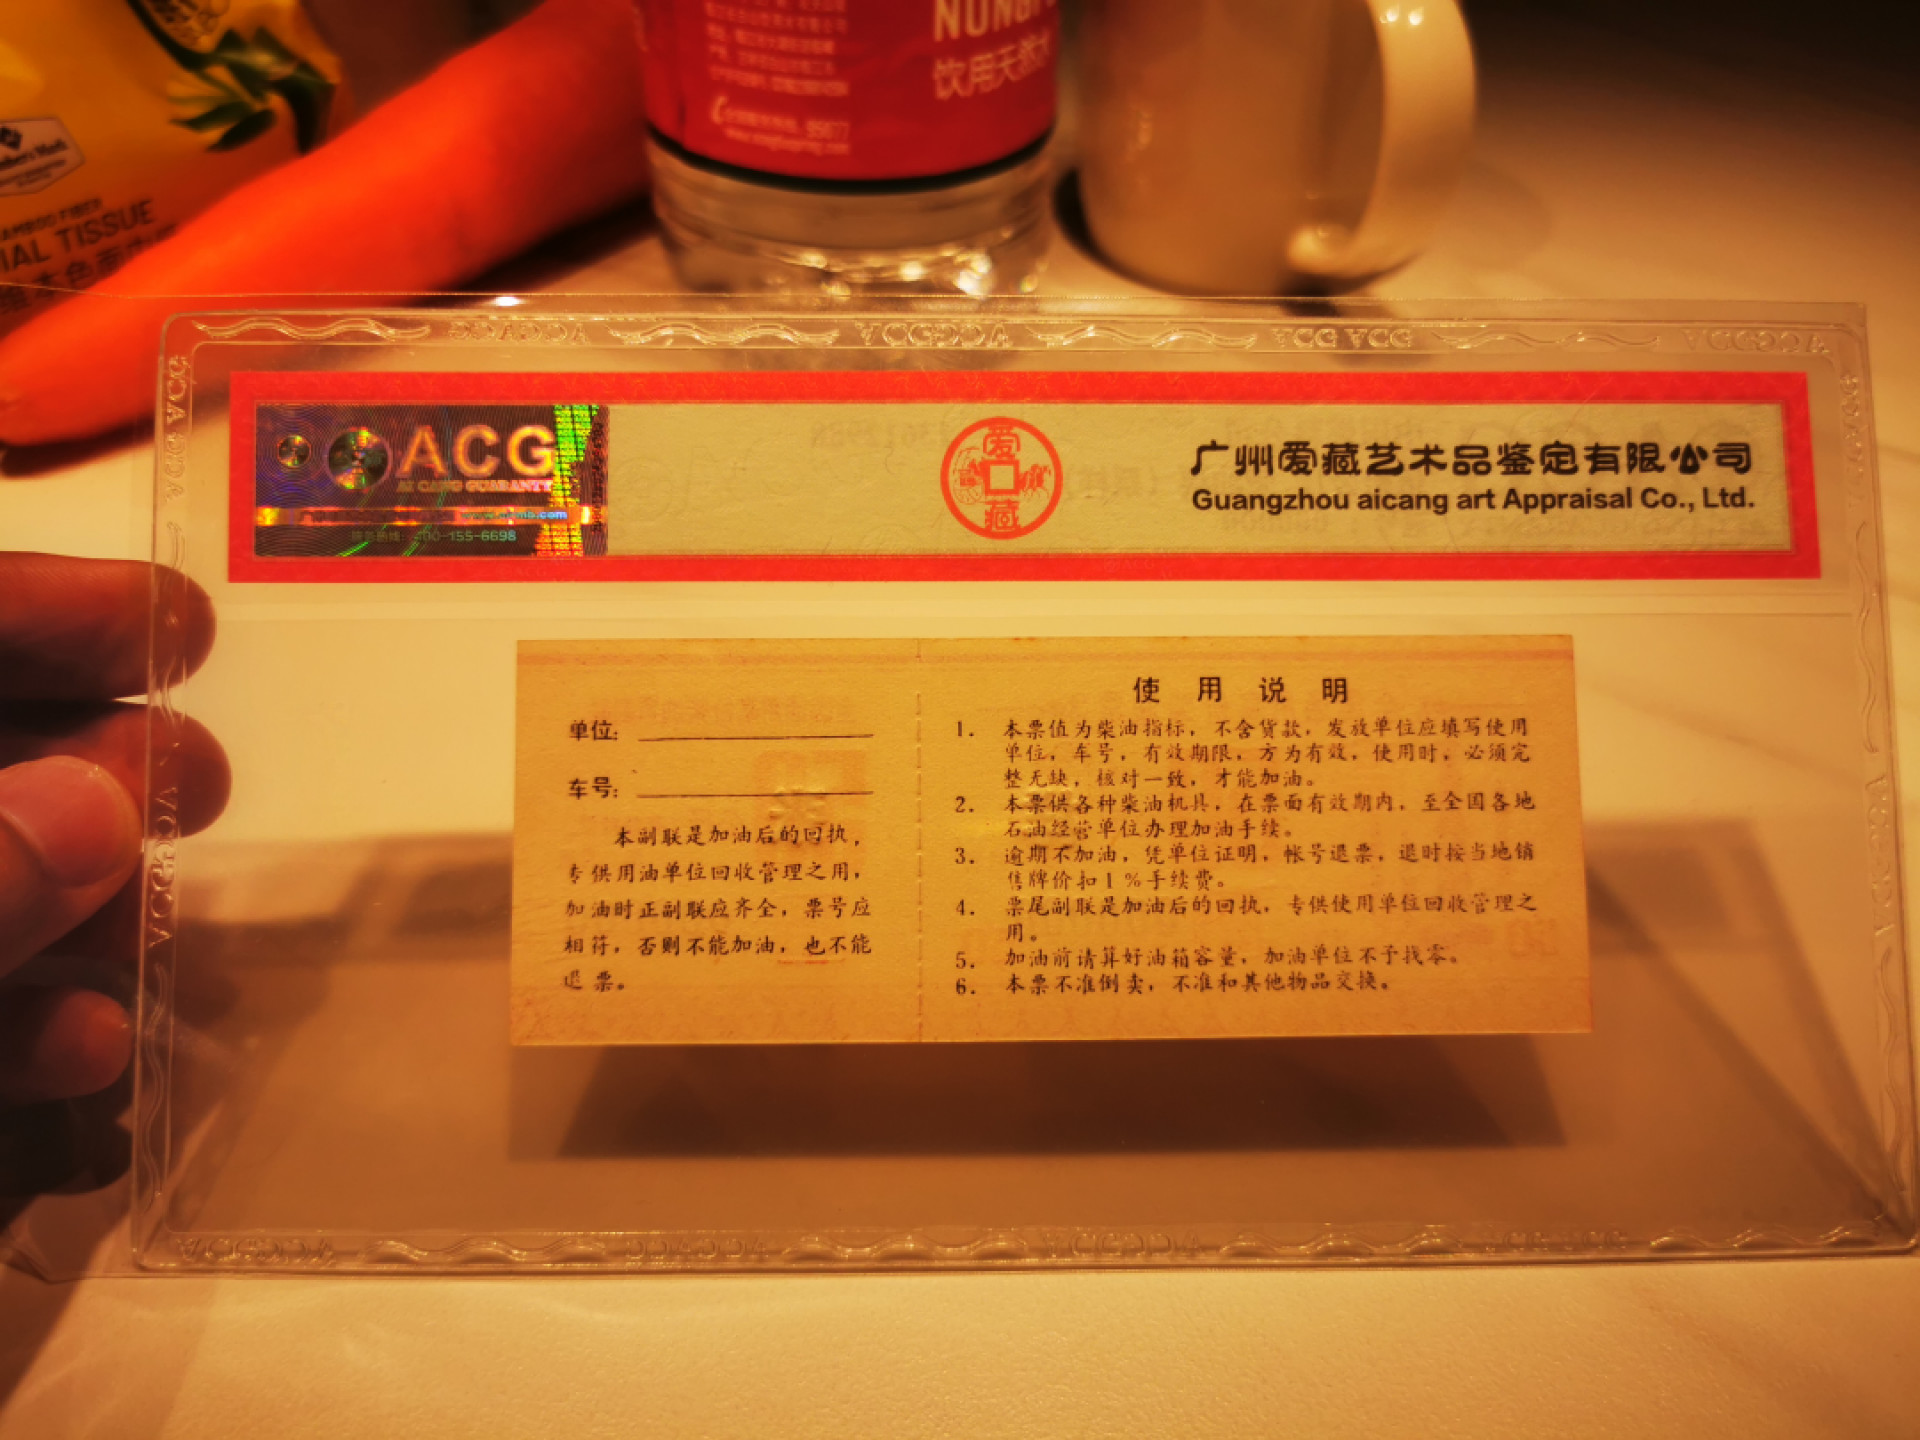 NONGFU
饮用天然水
95077
Member's Mark
BAMBOO FIBER
IAL TISSUE
ACG
AI CANG GUARANTY
400-155-6698
爱藏
广州爱藏艺术品鉴定有限公司
Guangzhou aicang art Appraisal Co., Ltd.
单位:
车号:
本副联是加油后的回执,
专供用油单位回收管理之用,
加油时正副联应齐全, 票号应
相符, 否则不能加油, 也不能
退票。
使用说明
1. 本票值为柴油指标, 不含货款, 发放单位应填写使用
单位, 车号, 有效期限, 方为有效, 使用时, 必须完
整无缺, 核对一致, 才能加油。
2. 本票供各种柴油机具, 在票面有效期内, 至全国各地
石油经营单位办理加油手续。
3. 逾期不加油, 凭单位证明, 帐号退票, 退时按当地销
售牌价扣1%手续费。
4. 票尾副联是加油后的回执, 专供使用单位回收管理之
用。
5. 加油前请算好油箱容量, 加油单位不予找零。
6. 本票不准倒卖, 不准和其他物品交换。